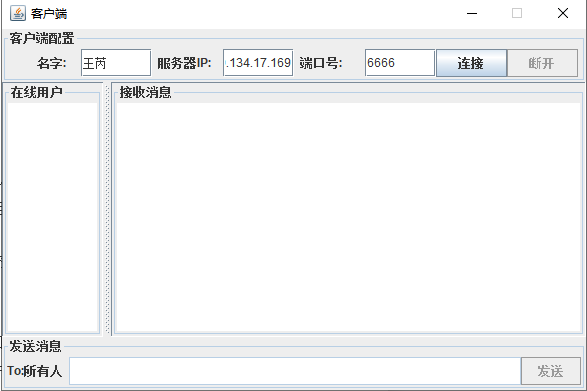 客户端
客户端配置
名字: 王芮 服务器IP: .134.17.169 端口号: 6666 连接 断开
在线用户 接收消息
发送消息
To:所有人 发送